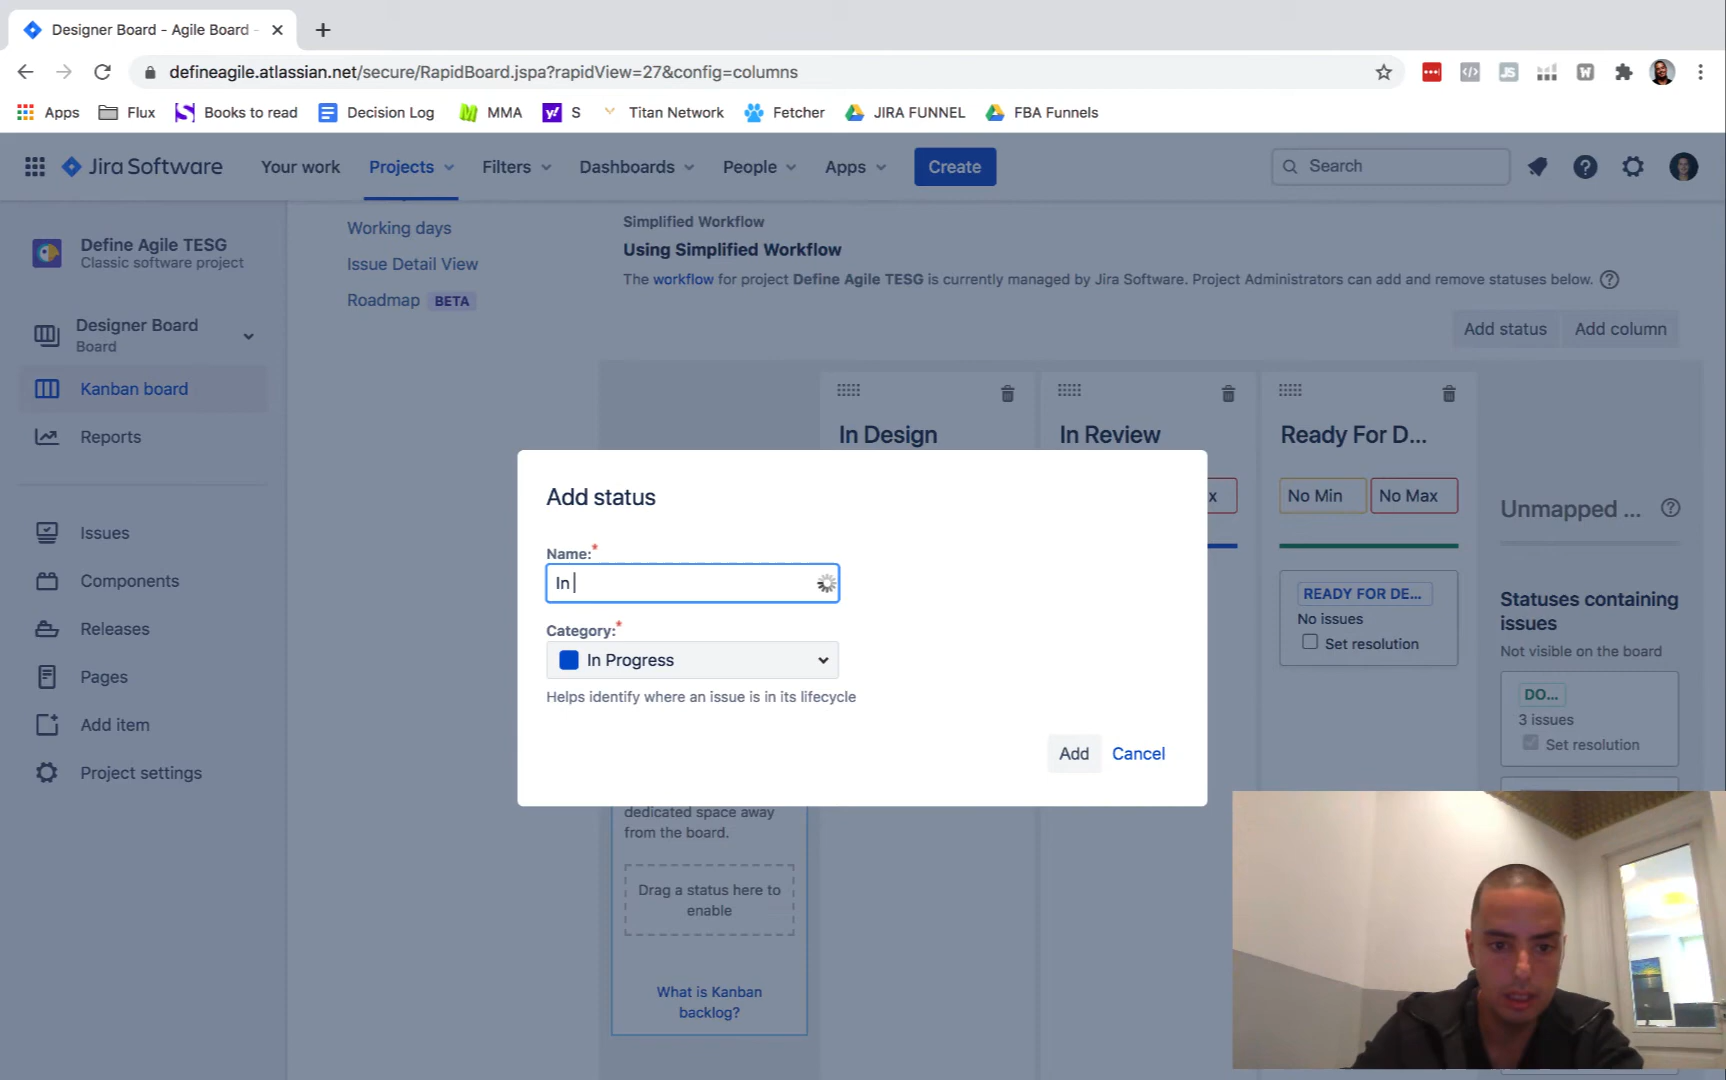 Designer Board - Agile Board -
defineagile.atlassian.net/secure/RapidBoard.jspa?rapidView=27&config=columns
Apps
Flux
Books to read
Decision Log
MMA
S
Titan Network
Fetcher
JIRA FUNNEL
FBA Funnels
Jira Software
Your work
Projects
Filters
Dashboards
People
Apps
Create
Search
Define Agile TESG
Classic software project
Designer Board
Board
Kanban board
Reports
Issues
Components
Releases
Pages
Add item
Project settings
Working days
Issue Detail View
Roadmap BETA
Simplified Workflow
Using Simplified Workflow
The workflow for project Define Agile TESG is currently managed by Jira Software. Project Administrators can add and remove statuses below.
Add status
Add column
In Design
In Review
Ready For D...
x
No Min
No Max
READY FOR DE...
No issues
Set resolution
Unmapped ...
Statuses containing
issues
Not visible on the board
DO...
3 issues
Set resolution
Add status
Name:*
In
Category:*
In Progress
Helps identify where an issue is in its lifecycle
Add
Cancel
dedicated space away
from the board.
Drag a status here to
enable
What is Kanban
backlog?